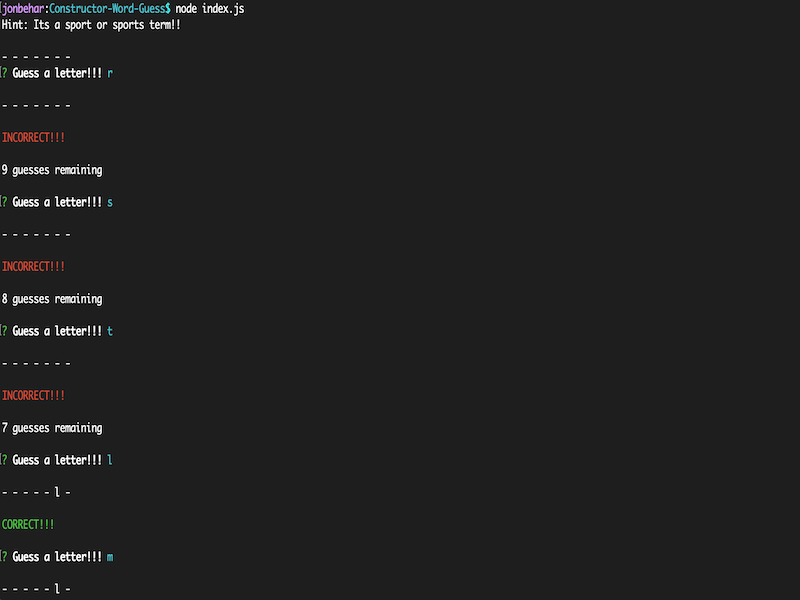 [jonbehar:Constructor-Word-Guess$ node index.js
Hint: Its a sport or sports term!!
- - - - - - -
[? Guess a letter!!! r
- - - - - - -
INCORRECT!!!
9 guesses remaining
[? Guess a letter!!! s
- - - - - - -
INCORRECT!!!
8 guesses remaining
[? Guess a letter!!! t
- - - - - - -
INCORRECT!!!
7 guesses remaining
[? Guess a letter!!! l
- - - - - l -
CORRECT!!!
[? Guess a letter!!! m
- - - - - l -